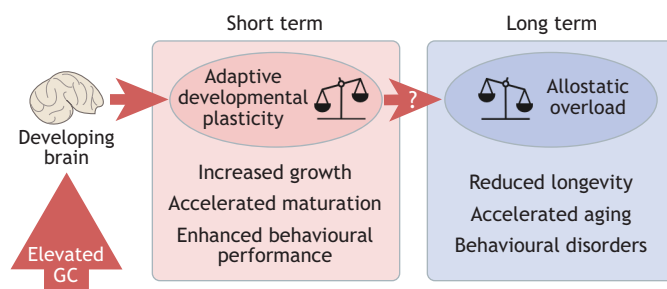 Short term
Long term
Adaptive
developmental
plasticity
?
Allostatic
overload
Developing
brain
Increased growth
Accelerated maturation
Enhanced behavioural
performance
Reduced longevity
Accelerated aging
Behavioural disorders
Elevated
GC